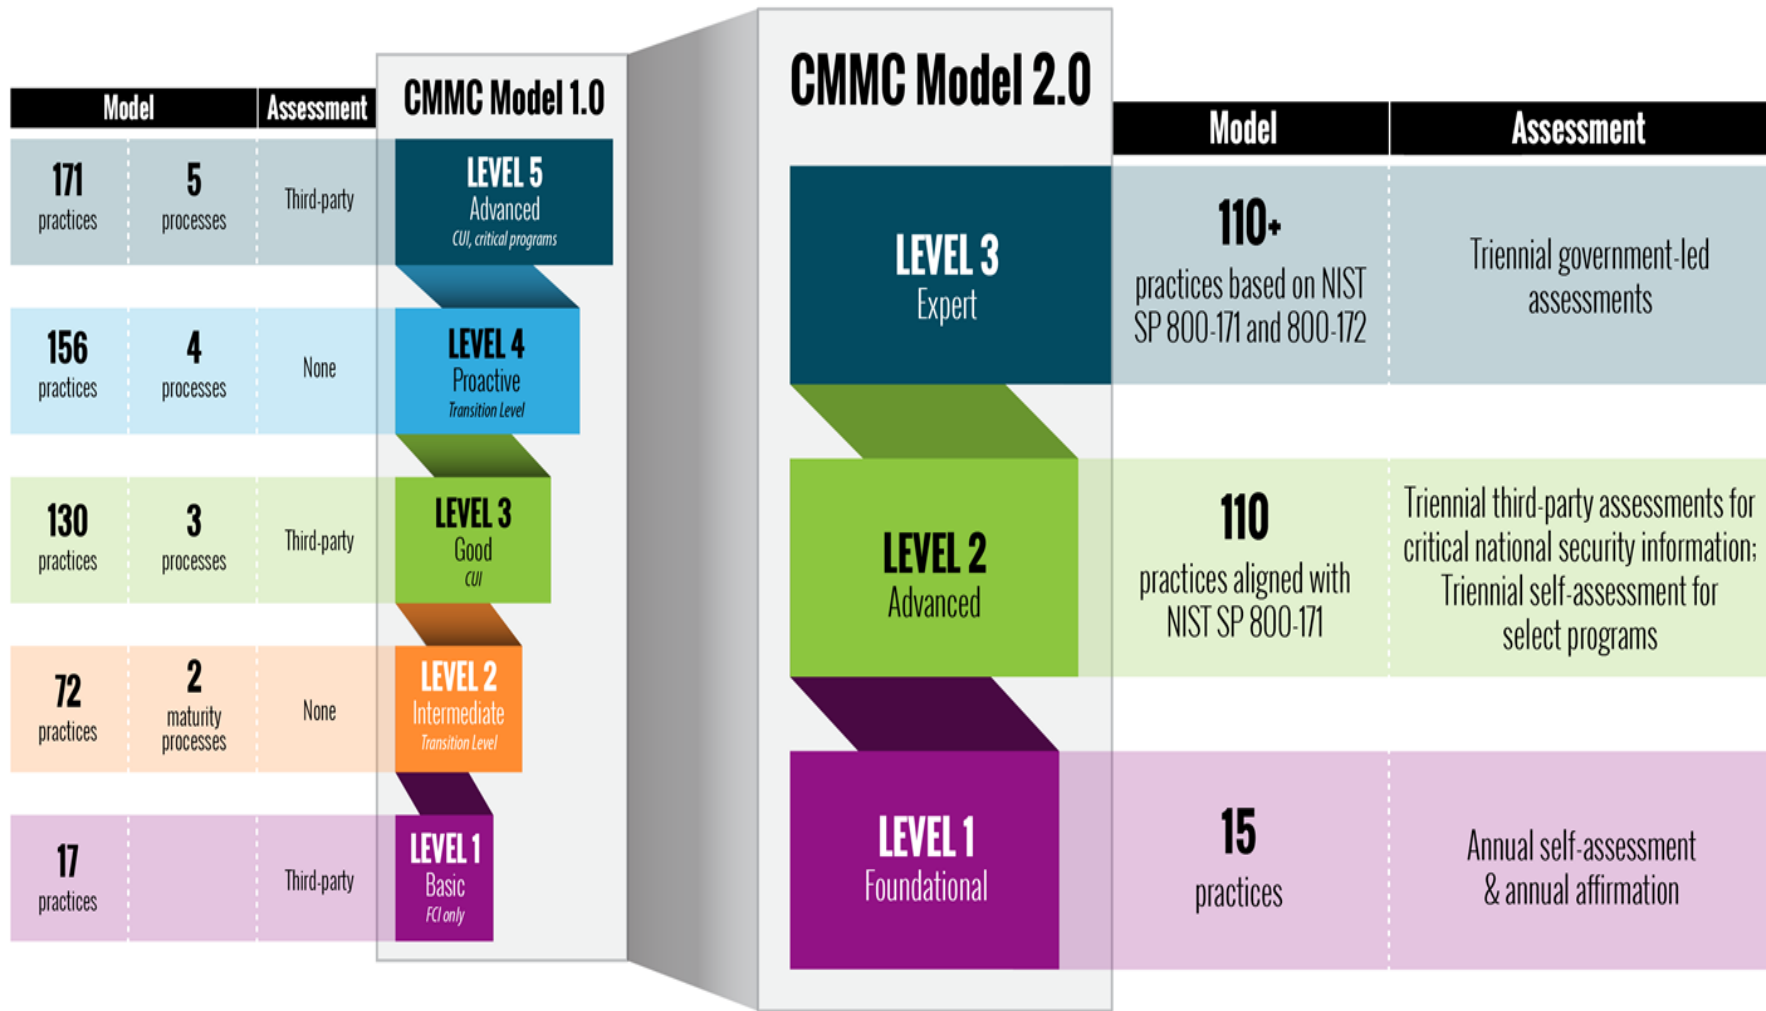 Model
Assessment
CMMC Model 1.0
171
practices
5
processes
Third-party
LEVEL 5
Advanced
CUI, critical programs
156
practices
4
processes
None
LEVEL 4
Proactive
Transition Level
130
practices
3
processes
Third-party
LEVEL 3
Good
CUI
72
practices
2
maturity
processes
None
LEVEL 2
Intermediate
Transition Level
17
practices
Third-party
LEVEL 1
Basic
FCI only
CMMC Model 2.0
Model
Assessment
LEVEL 3
Expert
110+
practices based on NIST
SP 800-171 and 800-172
Triennial government-led
assessments
LEVEL 2
Advanced
110
practices aligned with
NIST SP 800-171
Triennial third-party assessments for
critical national security information;
Triennial self-assessment for
select programs
LEVEL 1
Foundational
15
practices
Annual self-assessment
& annual affirmation